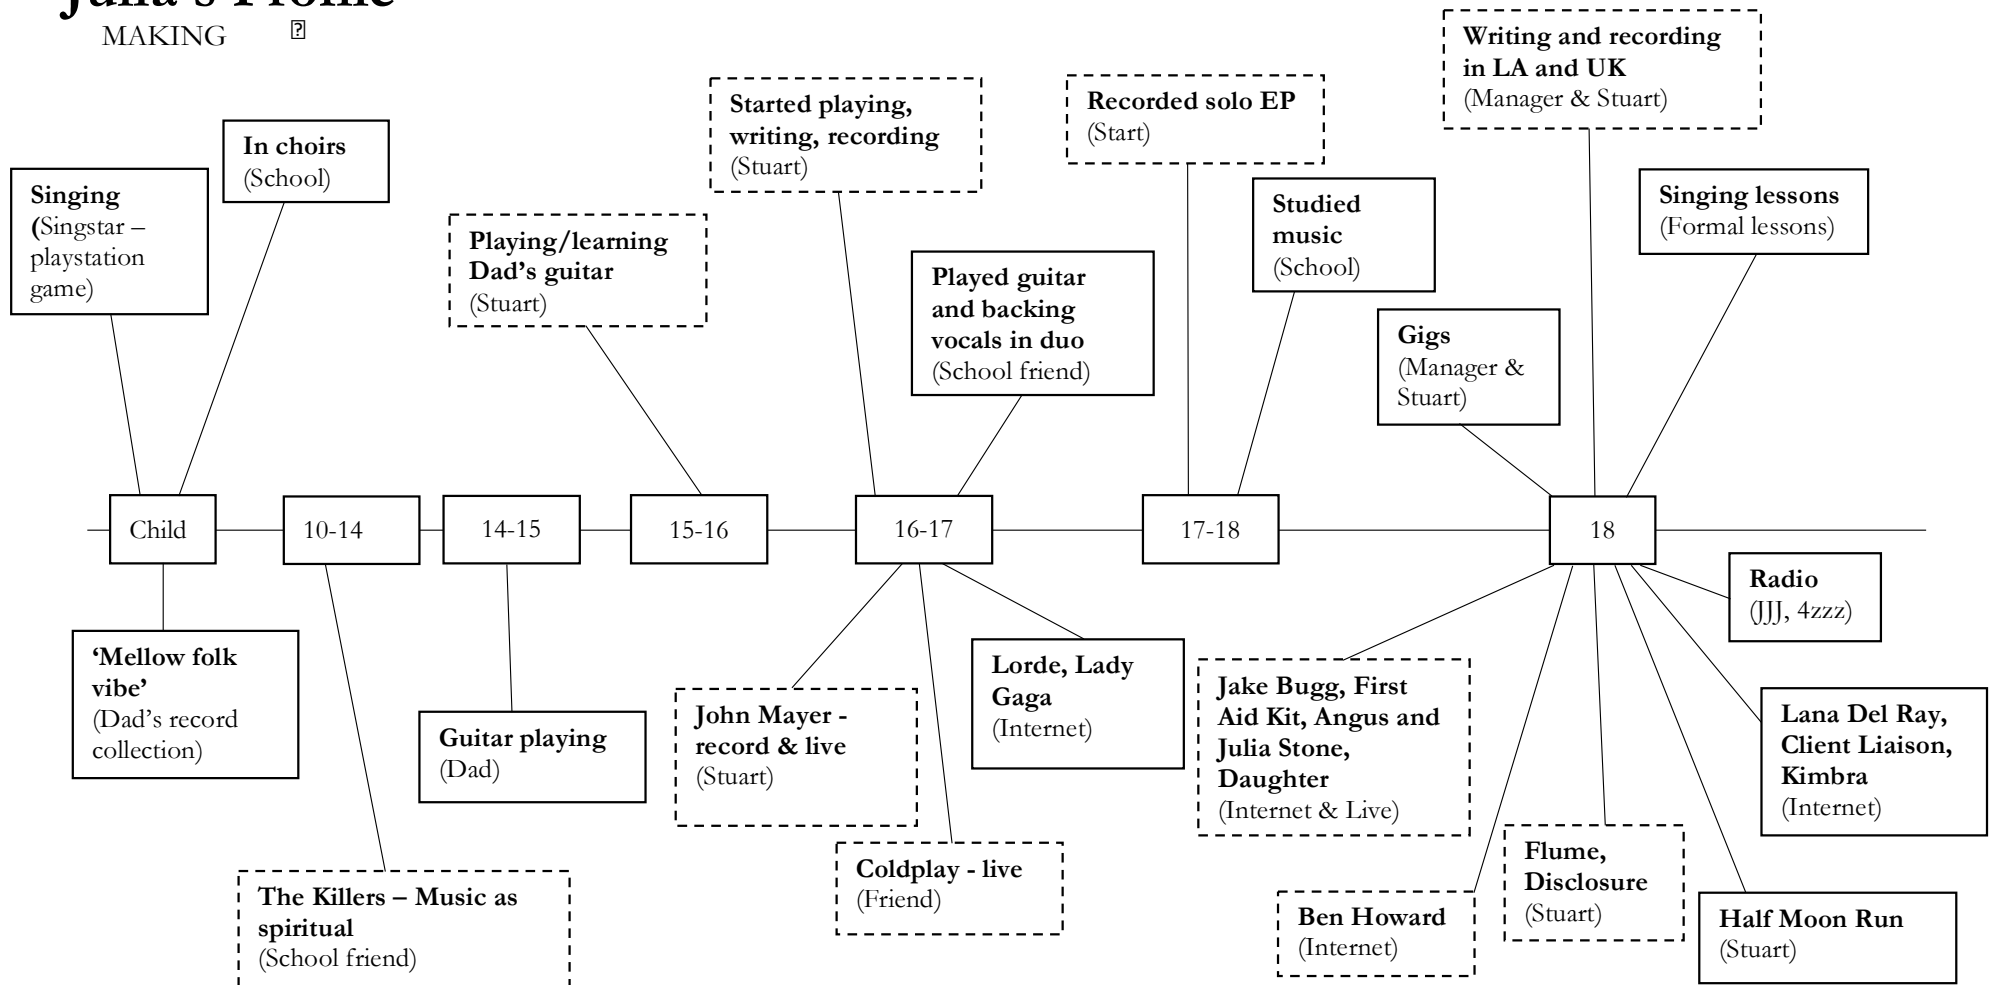 Julia's Profile
MAKING
Writing and recording
in LA and UK
(Manager & Stuart)
Started playing,
writing, recording
(Stuart)
Recorded solo EP
(Start)
In choirs
(School)
Singing
(Singstar –
playstation
game)
Studied
music
(School)
Singing lessons
(Formal lessons)
Playing/learning
Dad’s guitar
(Stuart)
Played guitar
and backing
vocals in duo
(School friend)
Gigs
(Manager &
Stuart)
Child
10-14
14-15
15-16
16-17
17-18
18
Radio
(JJJ, 4zzz)
‘Mellow folk
vibe’
(Dad’s record
collection)
Guitar playing
(Dad)
John Mayer -
record & live
(Stuart)
Lorde, Lady
Gaga
(Internet)
Jake Bugg, First
Aid Kit, Angus and
Julia Stone,
Daughter
(Internet & Live)
Lana Del Ray,
Client Liaison,
Kimbra
(Internet)
The Killers – Music as
spiritual
(School friend)
Coldplay - live
(Friend)
Ben Howard
(Internet)
Flume,
Disclosure
(Stuart)
Half Moon Run
(Stuart)